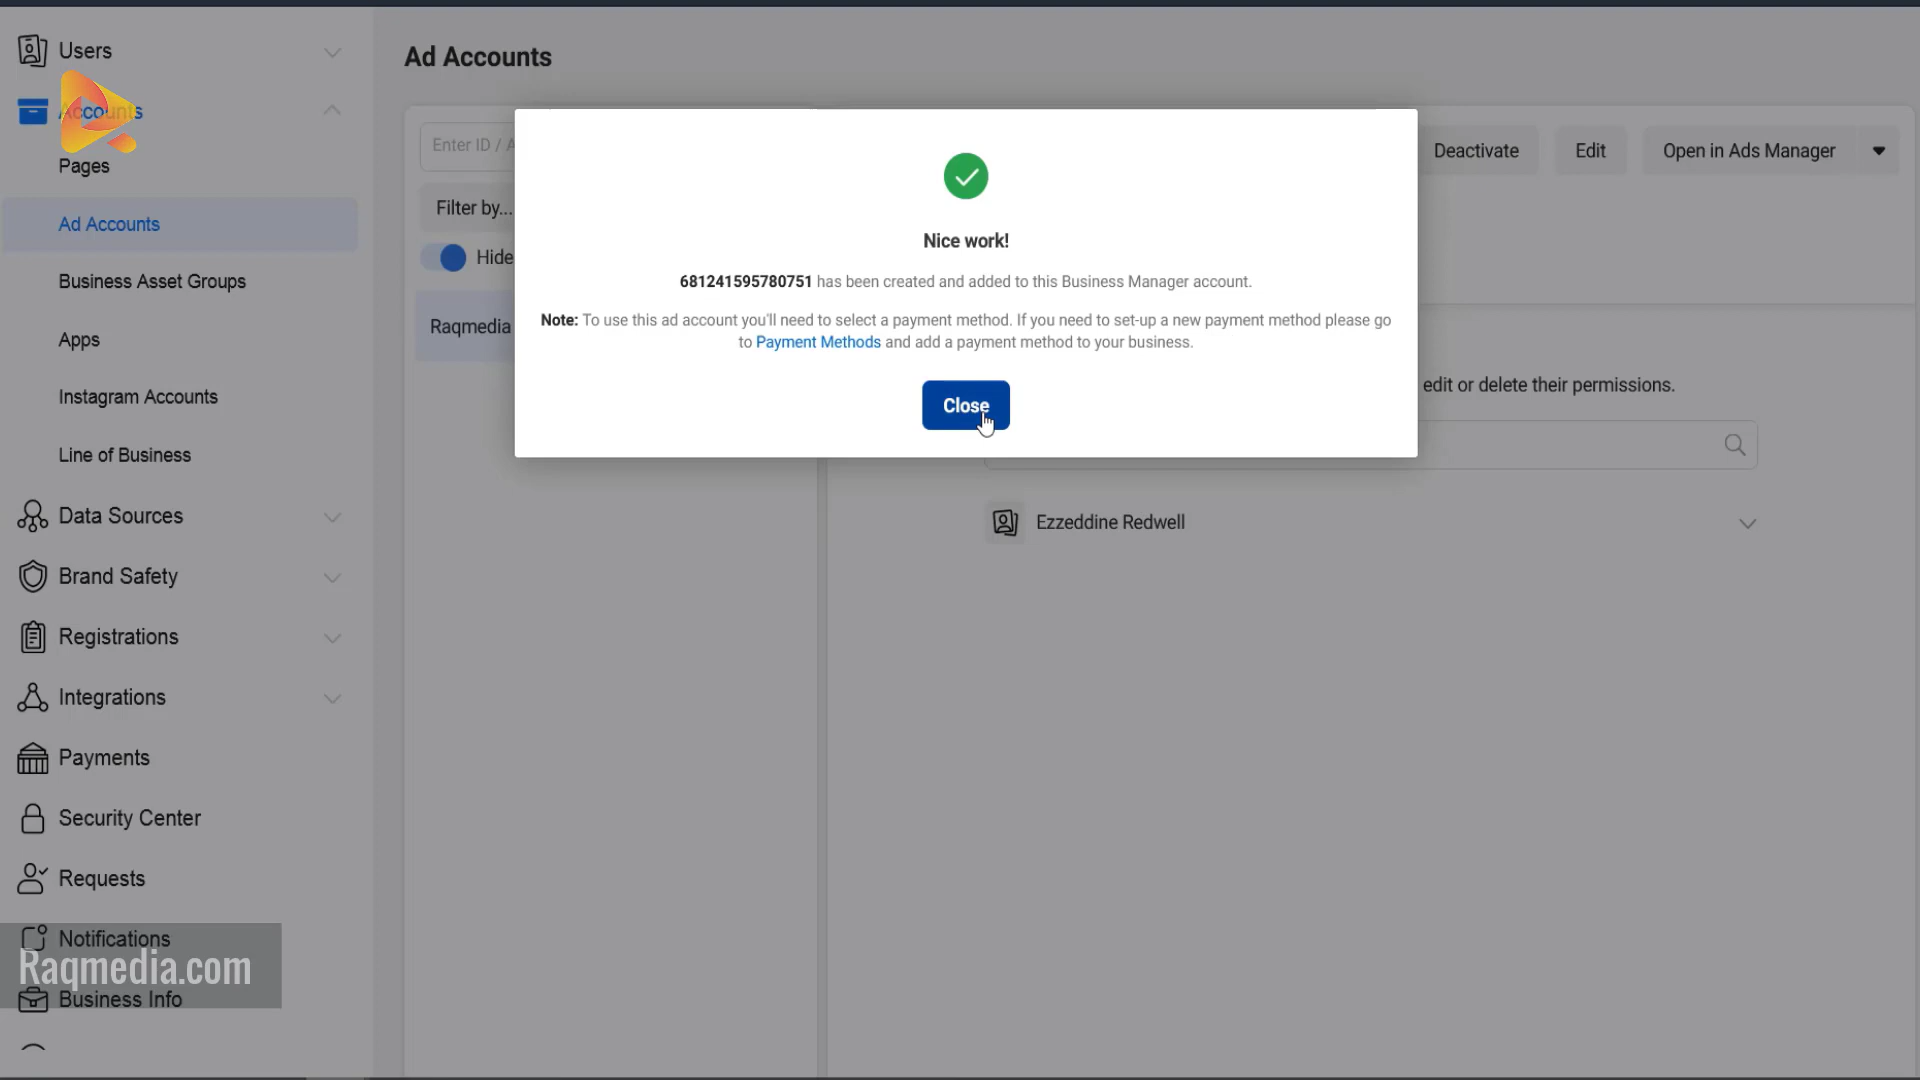 Users
Accounts
Pages
Ad Accounts
Business Asset Groups
Apps
Instagram Accounts
Line of Business
Data Sources
Brand Safety
Registrations
Integrations
Payments
Security Center
Requests
Notifications
Raqmedia.com
Business Info
Ad Accounts
Enter ID / A
Filter by...
Hide
Raqmedia
Deactivate
Edit
Open in Ads Manager
Nice work!
681241595780751 has been created and added to this Business Manager account.
Note: To use this ad account you'll need to select a payment method. If you need to set-up a new payment method please go
to Payment Methods and add a payment method to your business.
Close
edit or delete their permissions.
Ezzeddine Redwell